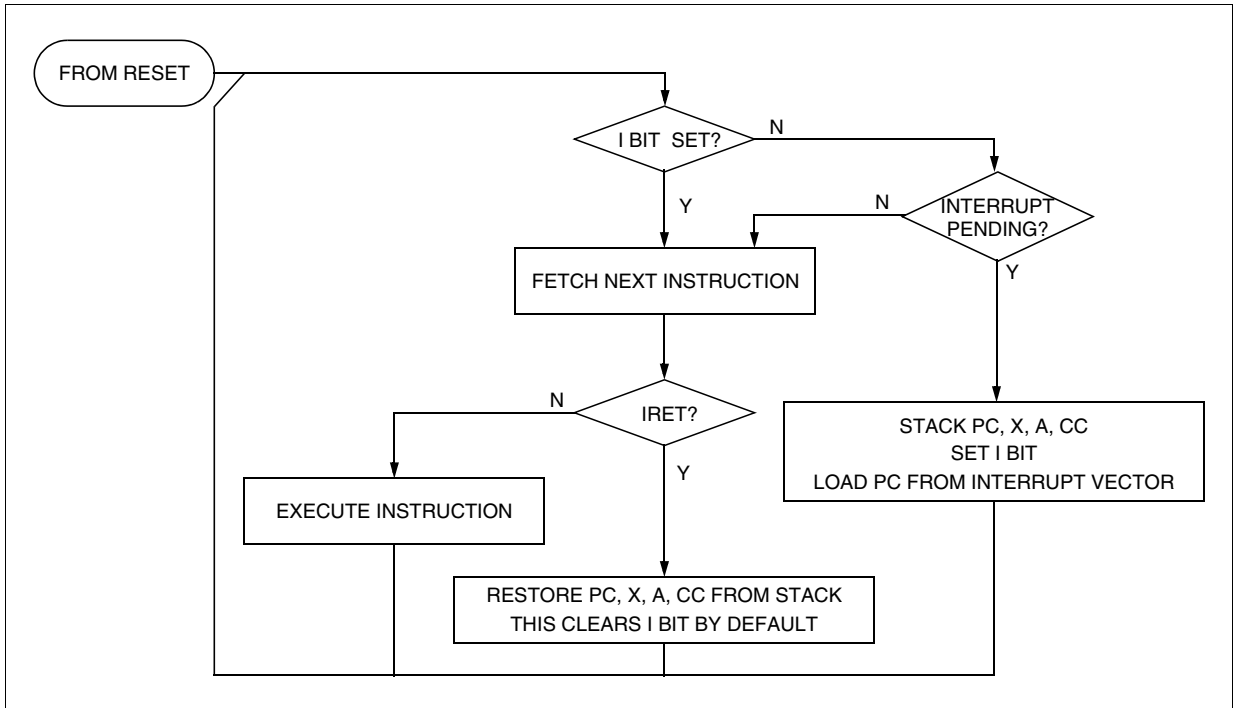 FROM RESET
I BIT SET?
N
Y
N
INTERRUPT
PENDING?
Y
FETCH NEXT INSTRUCTION
N
IRET?
Y
STACK PC, X, A, CC
SET I BIT
LOAD PC FROM INTERRUPT VECTOR
EXECUTE INSTRUCTION
RESTORE PC, X, A, CC FROM STACK
THIS CLEARS I BIT BY DEFAULT